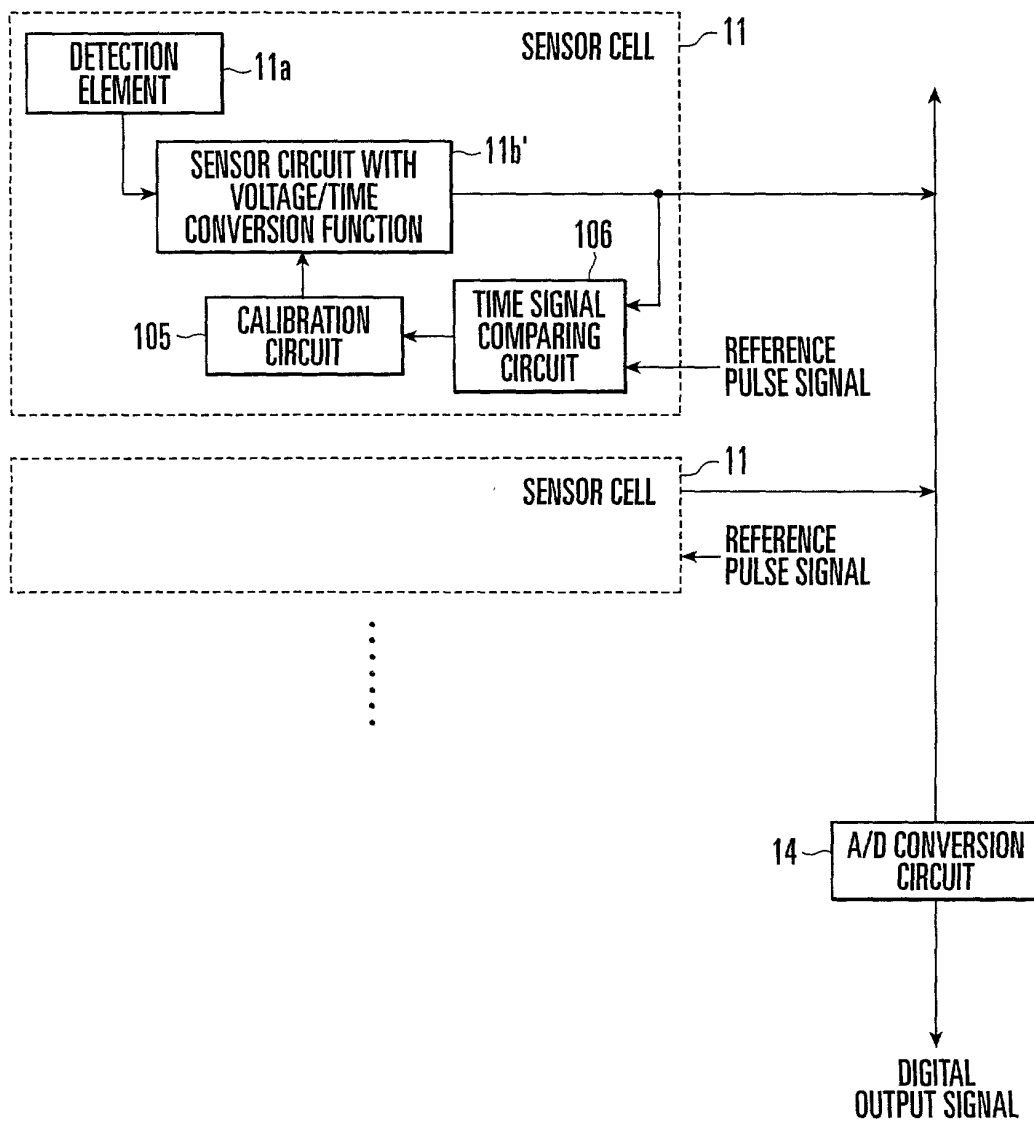 11
SENSOR CELL
DETECTION
ELEMENT
11a
11b'
SENSOR CIRCUIT WITH
VOLTAGE/TIME
CONVERSION FUNCTION
106
TIME SIGNAL
COMPARING
CIRCUIT
105
CALIBRATION
CIRCUIT
REFERENCE
PULSE SIGNAL
11
SENSOR CELL
REFERENCE
PULSE SIGNAL
14
A/D CONVERSION
CIRCUIT
DIGITAL
OUTPUT SIGNAL